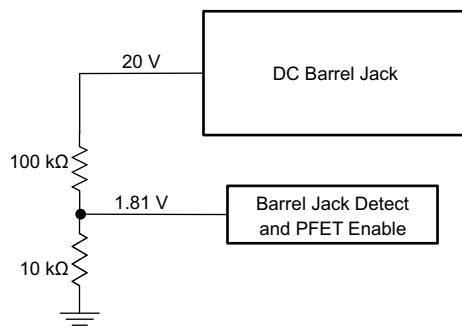 20 V
DC Barrel Jack
100 kΩ
1.81 V
Barrel Jack Detect
and PFET Enable
10 kΩ